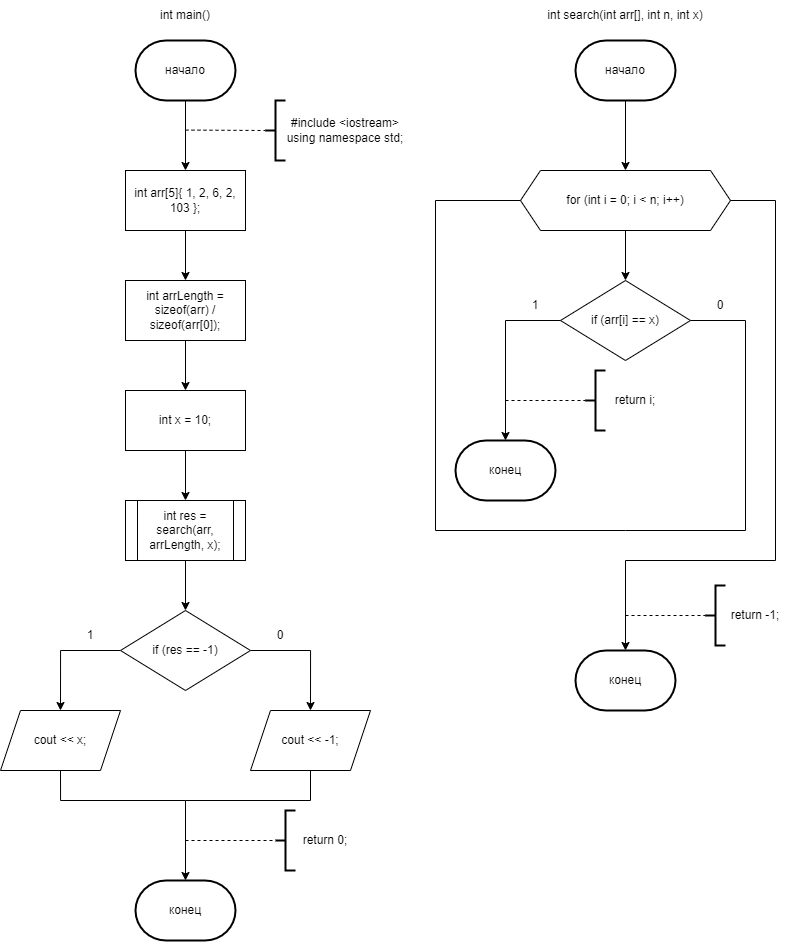 int main()
начало
#include <iostream>
using namespace std;
int arr[5]{ 1, 2, 6, 2,
103 };
int arrLength =
sizeof(arr) /
sizeof(arr[0]);
int x = 10;
int res =
search(arr,
arrLength, x);
if (res == -1)
1
0
cout << x;
cout << -1;
return 0;
конец
int search(int arr[], int n, int x)
начало
for (int i = 0; i < n; i++)
if (arr[i] == x)
1
0
return i;
конец
return -1;
конец